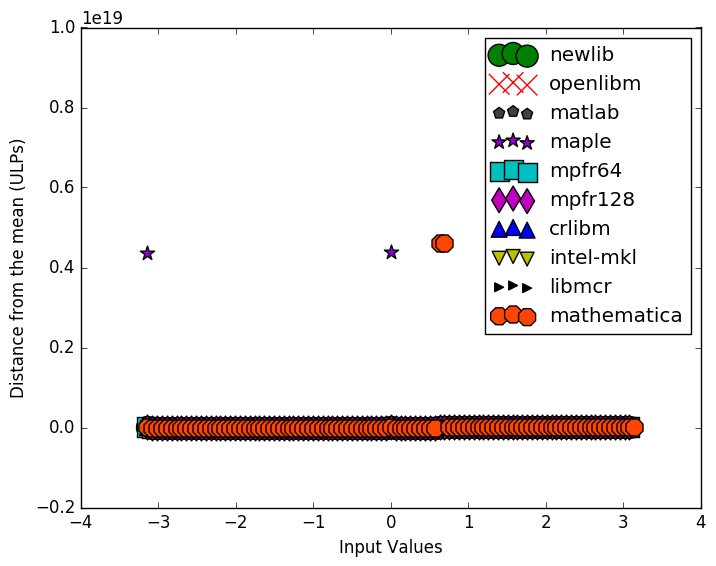 1e19
1.0
0.8
0.6
0.4
0.2
0.0
−0.2
−4
−3
−2
−1
0
1
2
3
4
Distance from the mean (ULPs)
Input Values
newlib
openlibm
matlab
maple
mpfr64
mpfr128
crlibm
intel-mkl
libmcr
mathematica